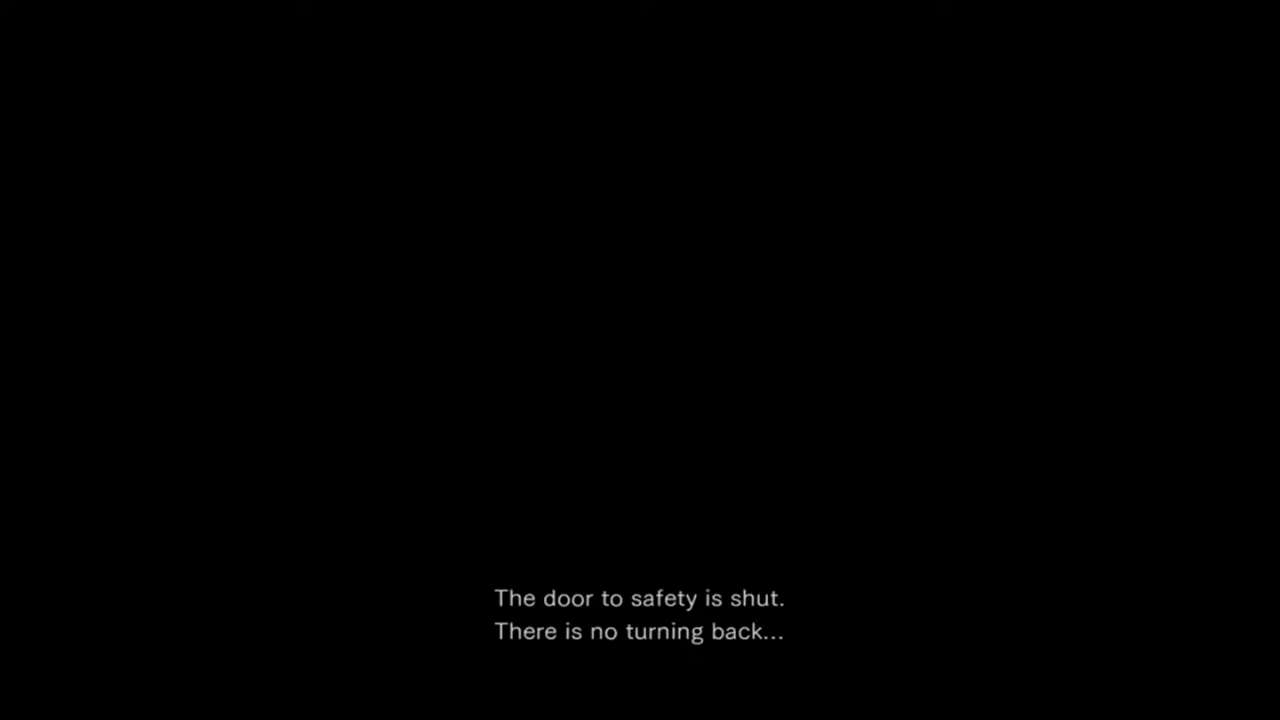 The door to safety is shut.
There is no turning back...